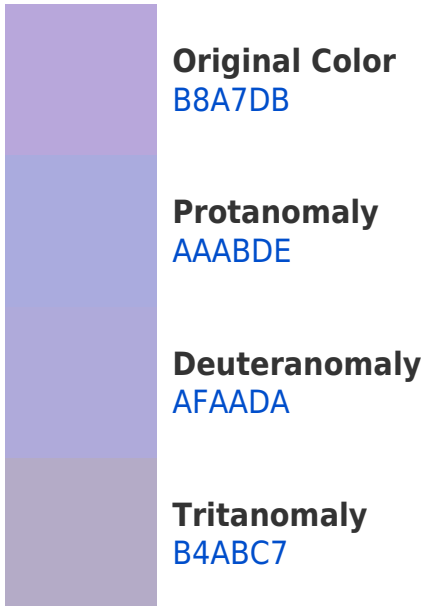 Original Color
B8A7DB
Protanomaly
AAABDE
Deuteranomaly
AFAADA
Tritanomaly
B4ABC7